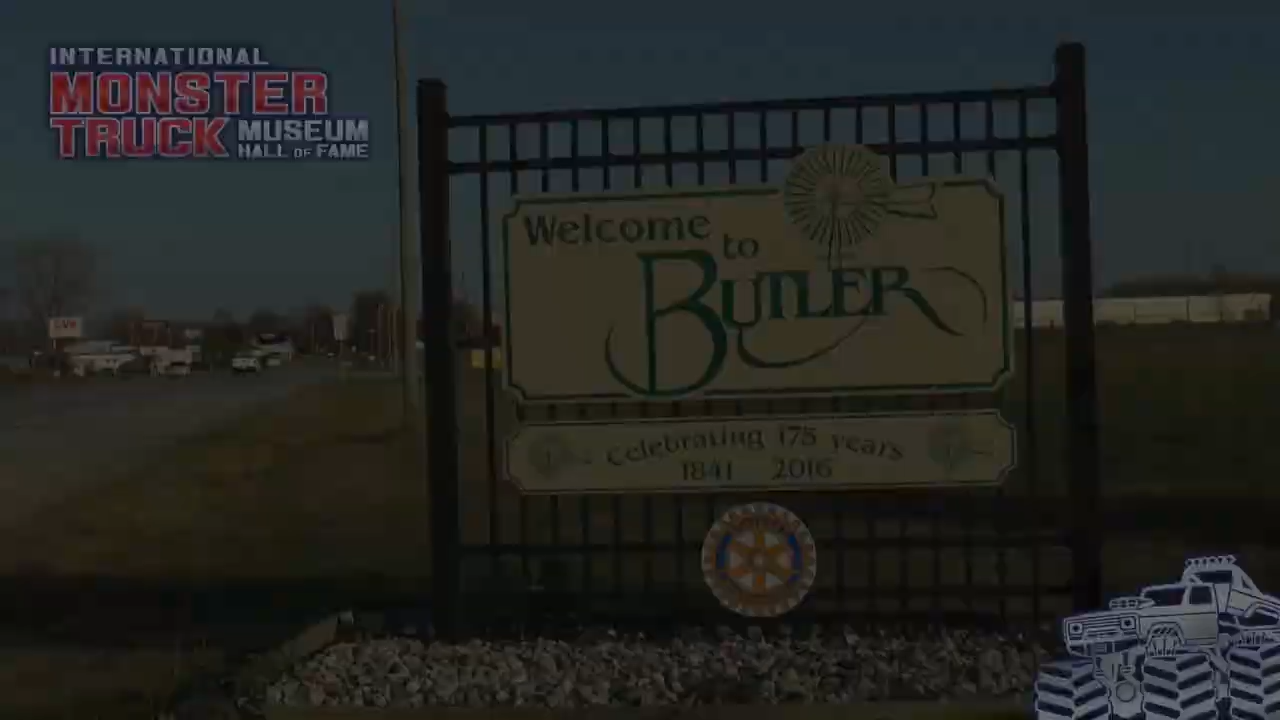 INTERNATIONAL
MONSTER
TRUCK MUSEUM
HALL OF FAME
Welcome
to
BUTLER
Celebrating 175 years
1841 2016